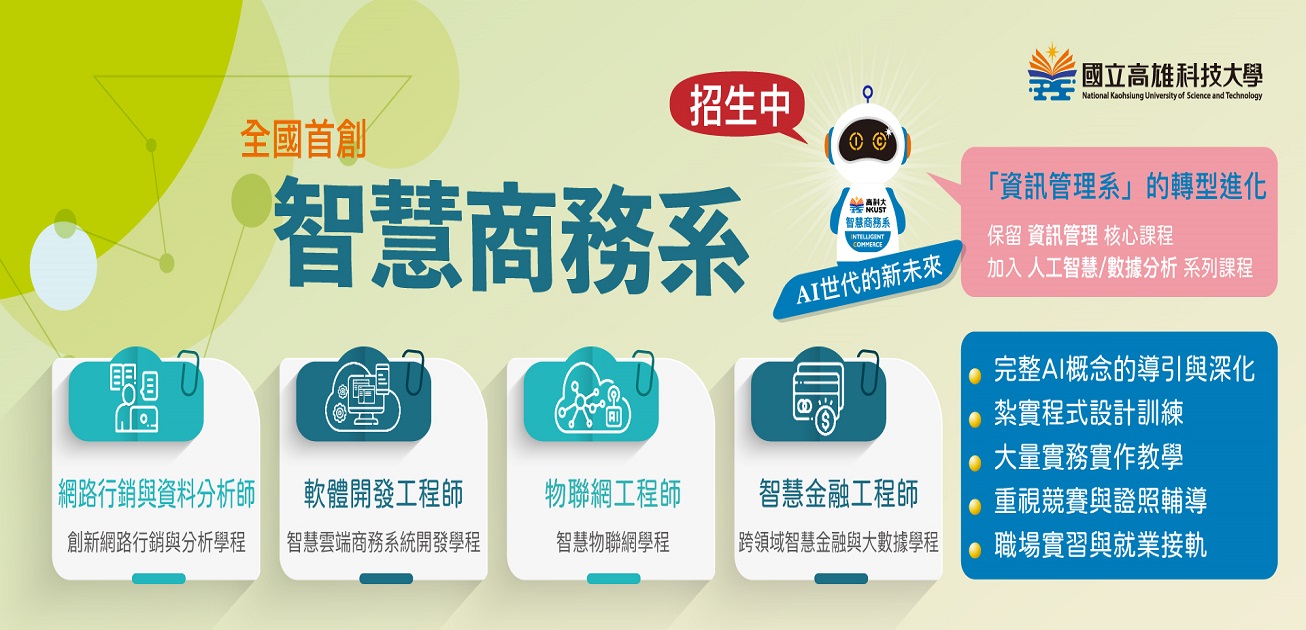 國立高雄科技大學
National Kaohsiung University of Science and Technology
招生中
全國首創
智慧商務系
I C
高科大
NKUST
智慧商務系
INTELLIGENT
COMMERCE
AI世代的新未來
「資訊管理系」的轉型進化
保留 資訊管理 核心課程
加入 人工智慧/數據分析 系列課程
AI
網路行銷與資料分析師
創新網路行銷與分析學程
軟體開發工程師
智慧雲端商務系統開發學程
物聯網工程師
智慧物聯網學程
智慧金融工程師
跨領域智慧金融與大數據學程
完整AI概念的導引與深化
紮實程式設計訓練
大量實務實作教學
重視競賽與證照輔導
職場實習與就業接軌